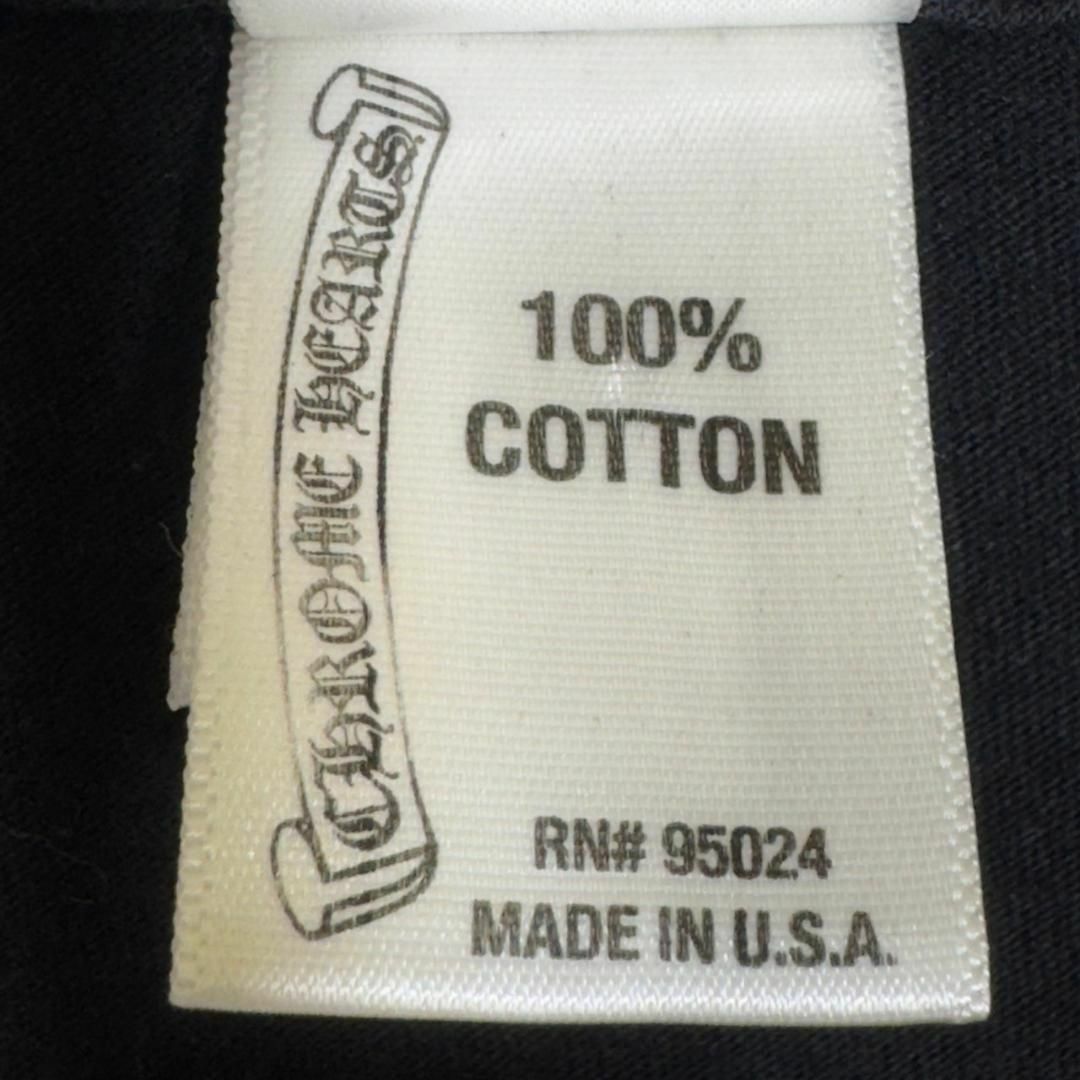 CHROME HEARTS
100%
COTTON
RN# 95024
MADE IN U.S.A.